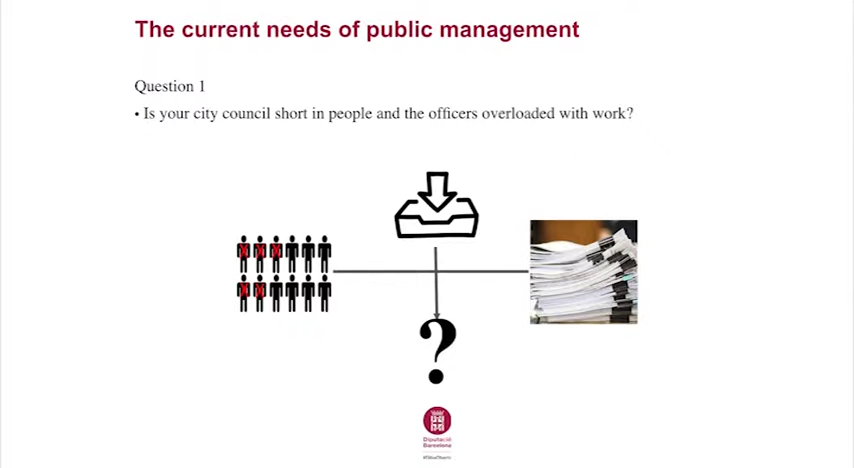 The current needs of public management
Question 1
• Is your city council short in people and the officers overloaded with work?
?
Diputació
Barcelona